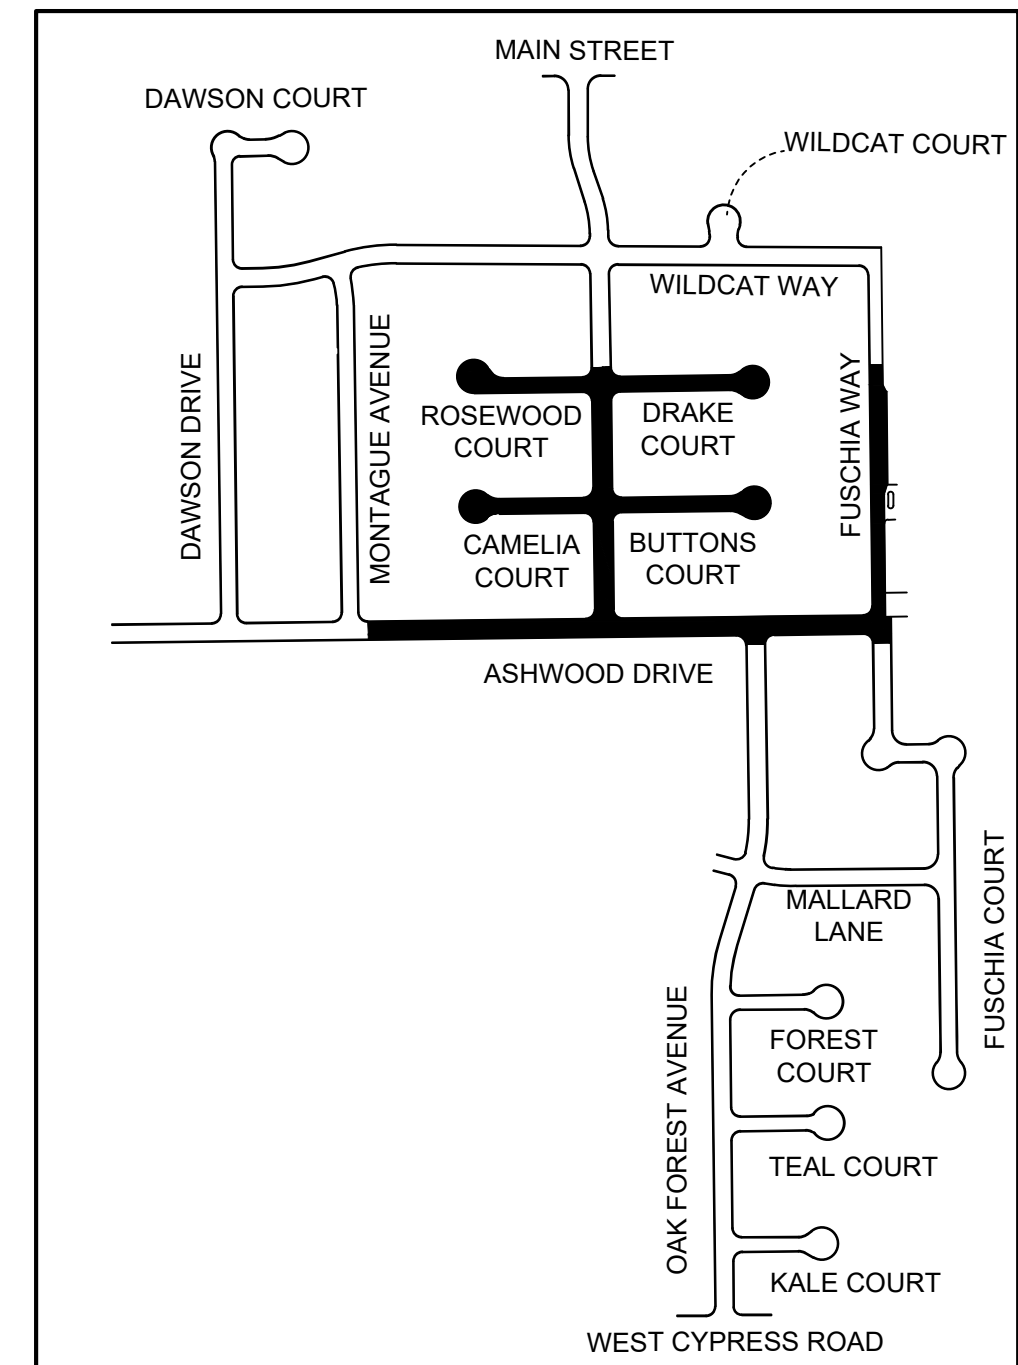 MAIN STREET
DAWSON COURT
WILDCAT COURT
WILDCAT WAY
DAWSON DRIVE
MONTAGUE AVENUE
FUSCHIA WAY
ROSEWOOD
COURT
DRAKE
COURT
CAMELIA
COURT
BUTTONS
COURT
ASHWOOD DRIVE
MALLARD
LANE
FUSCHIA COURT
OAK FOREST AVENUE
FOREST
COURT
TEAL COURT
KALE COURT
WEST CYPRESS ROAD